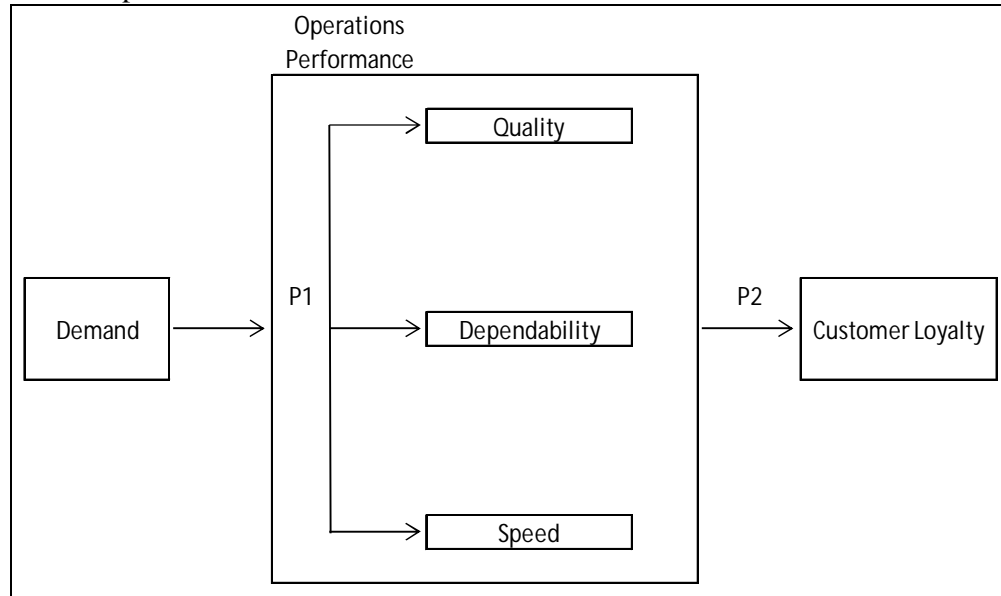 Operations
Performance
Quality
P1
P2
Demand
Dependability
Customer Loyalty
Speed